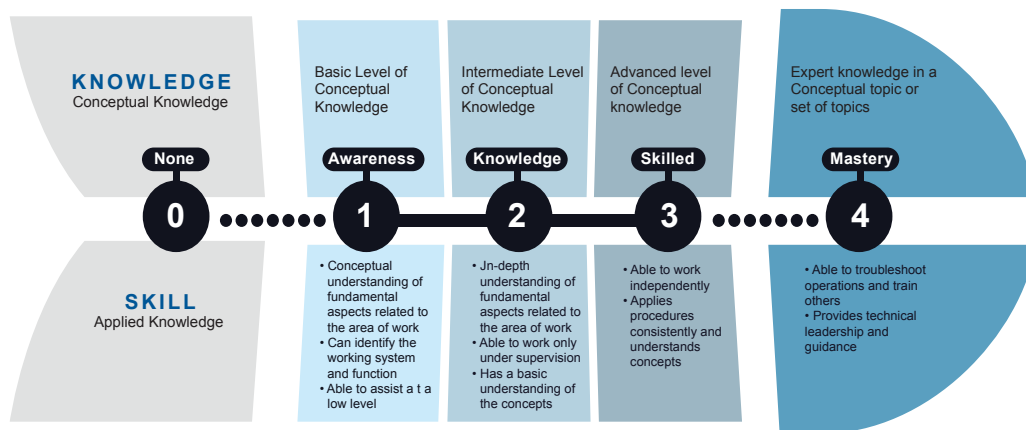 KNOWLEDGE
Conceptual Knowledge
Basic Level of
Conceptual
Knowledge
Intermediate Level
of Conceptual
Knowledge
Advanced level
of Conceptual
knowledge
Expert knowledge in a
Conceptual topic or
set of topics
None
Awareness
Knowledge
Skilled
Mastery
0
1
2
3
4
SKILL
Applied Knowledge
• Conceptual
understanding of
fundamental
aspects related to
the area of work
• Can identify the
working system
and function
• Able to assist a t a
low level
• Jn-depth
understanding of
fundamental
aspects related to
the area of work
• Able to work only
under supervision
• Has a basic
understanding of
the concepts
• Able to work
independently
• Applies
procedures
consistently and
understands
concepts
• Able to troubleshoot
operations and train
others
• Provides technical
leadership and
guidance